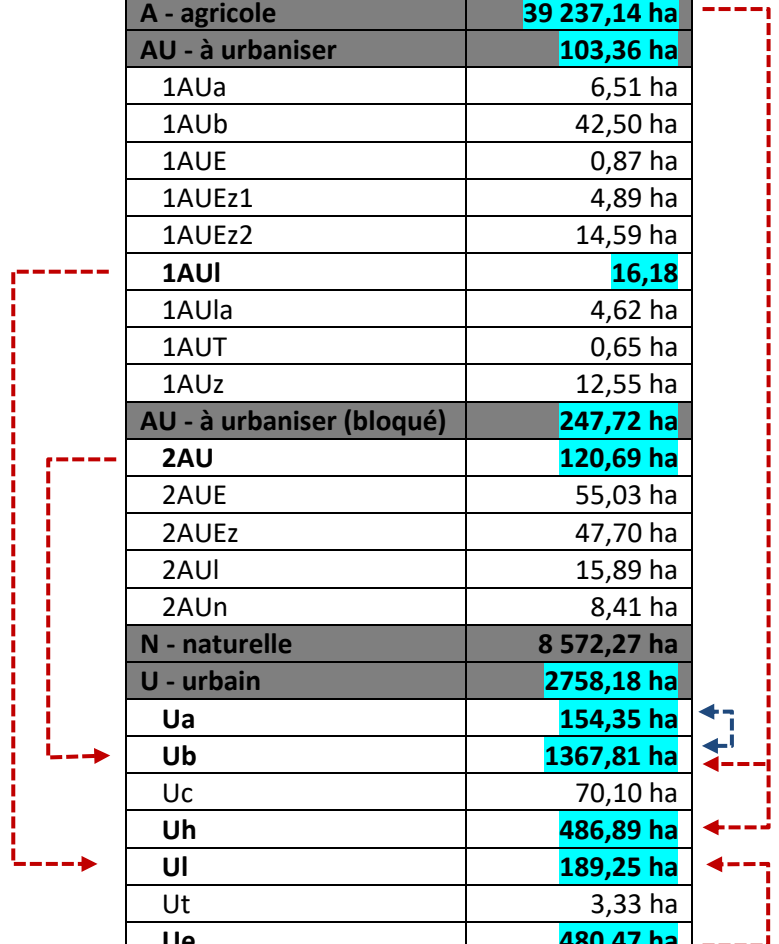 A - agricole 39 237,14 ha
AU - à urbaniser 103,36 ha
1AUa 6,51 ha
1AUb 42,50 ha
1AUE 0,87 ha
1AUEz1 4,89 ha
1AUEz2 14,59 ha
1AUl 16,18
1AUla 4,62 ha
1AUT 0,65 ha
1AUz 12,55 ha
AU - à urbaniser (bloqué) 247,72 ha
2AU 120,69 ha
2AUE 55,03 ha
2AUEz 47,70 ha
2AUl 15,89 ha
2AUn 8,41 ha
N - naturelle 8 572,27 ha
U - urbain 2758,18 ha
Ua 154,35 ha
Ub 1367,81 ha
Uc 70,10 ha
Uh 486,89 ha
Ul 189,25 ha
Ut 3,33 ha
Ue 480,47 ha